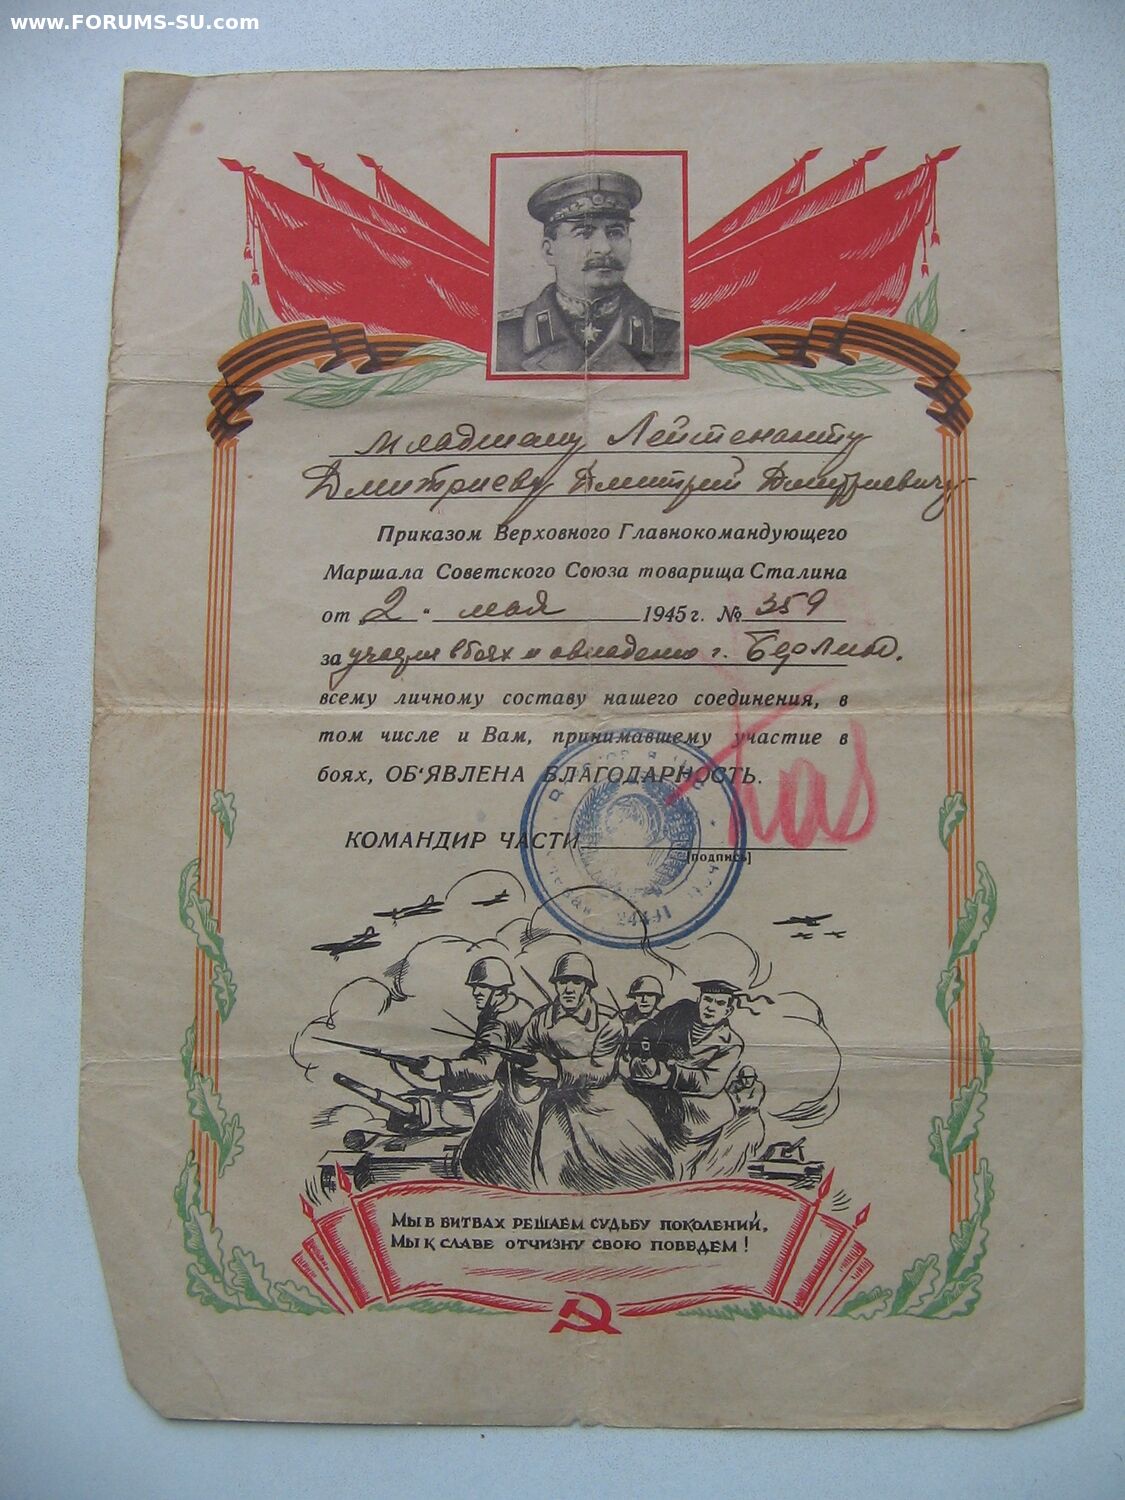 www.FORUMS-SU.com
Младшему Лейтенанту
Дмитриеву Дмитрий Дмитриевичу
Приказом Верховного Главнокомандующего
Маршала Советского Союза товарища Сталина
от 2 " мая 1945 г. № 359
за участие в боях и овладению г. Берлин.
всему личному составу нашего соединения, в
том числе и Вам, принимавшему участие в
боях, ОБ'ЯВЛЕНА БЛАГОДАРНОСТЬ.
КОМАНДИР ЧАСТИ
[подпись]
МЫ В БИТВАХ РЕШАЕМ СУДЬБУ ПОКОЛЕНИЙ,
МЫ К СЛАВЕ ОТЧИЗНУ СВОЮ ПОВЕДЕМ!